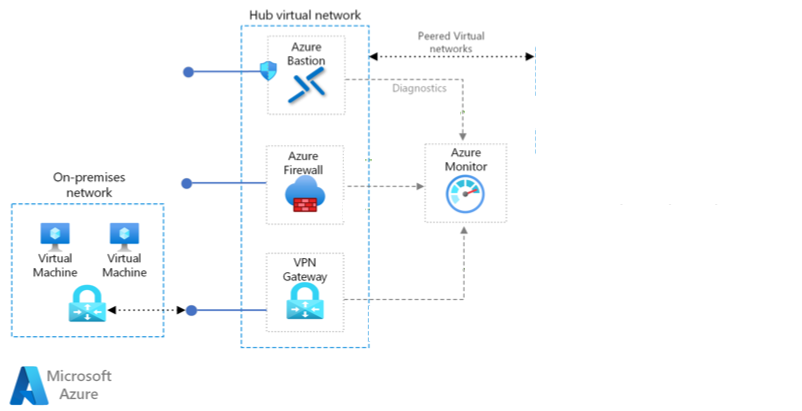 Hub virtual network
Azure
Bastion
Peered Virtual
networks
Diagnostics
Azure
Firewall
Azure
Monitor
On-premises
network
Virtual
Machine
Virtual
Machine
VPN
Gateway
Microsoft
Azure